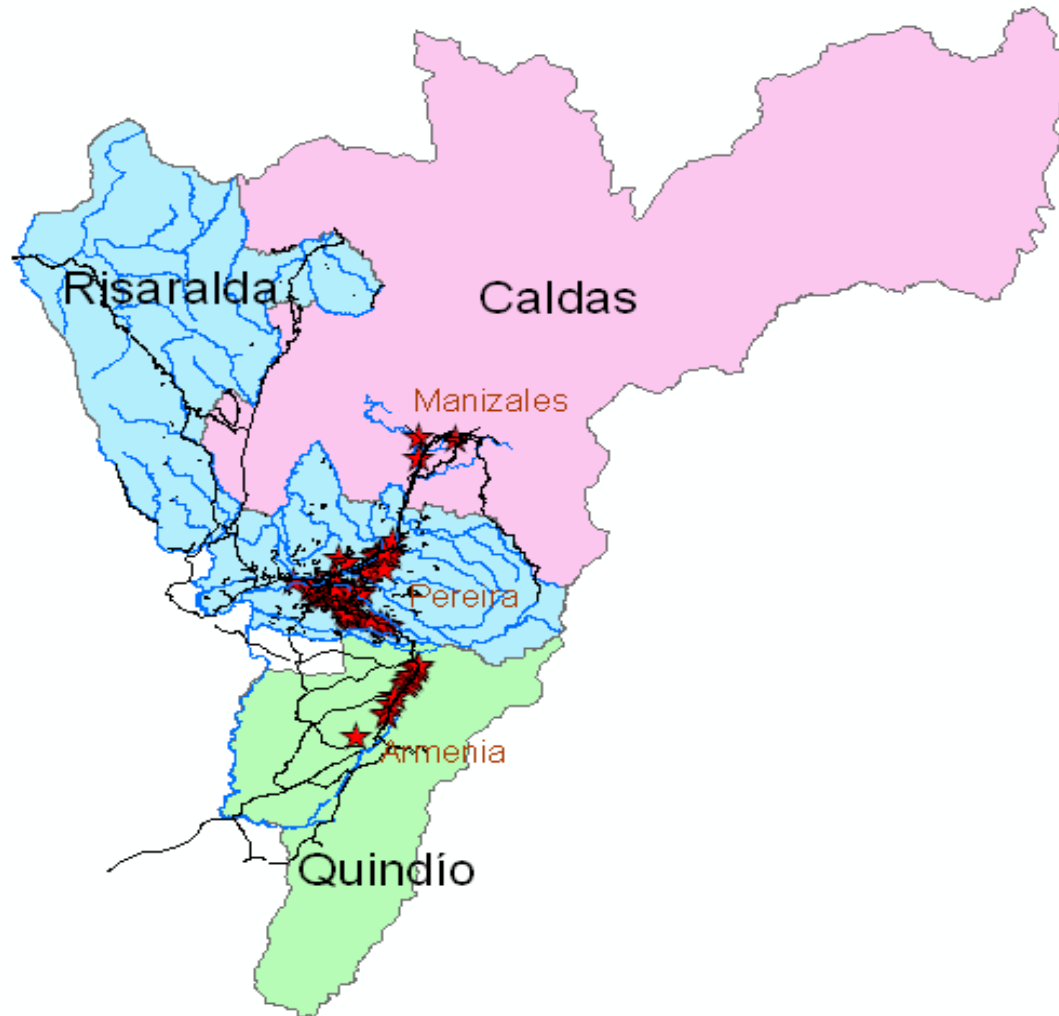 Risaralda
Caldas
Manizales
Pereira
Armenia
Quindío